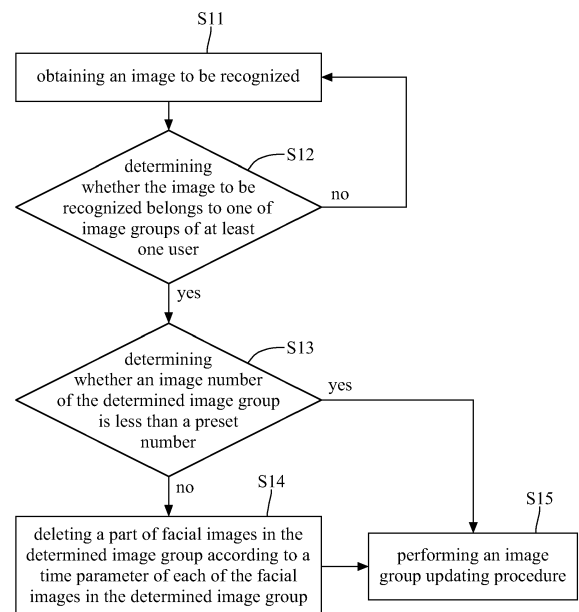 S11
obtaining an image to be recognized
S12
determining
whether the image to be
recognized belongs to one of
image groups of at least
one user
no
yes
S13
determining
whether an image number
of the determined image group
is less than a preset
number
yes
no
S14
deleting a part of facial images in the
determined image group according to a
time parameter of each of the facial
images in the determined image group
S15
performing an image
group updating procedure